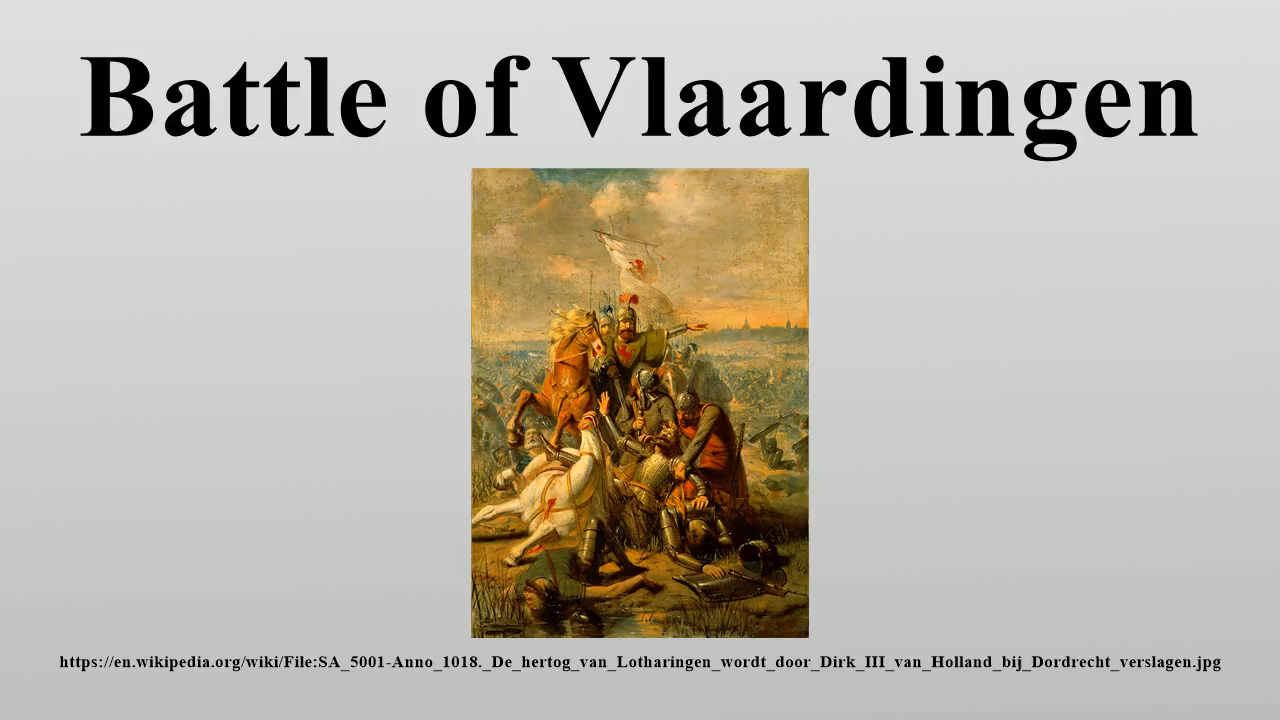 Battle of Vlaardingen
https://en.wikipedia.org/wiki/File:SA_5001-Anno_1018._De_hertog_van_Lotharingen_wordt_door_Dirk_III_van_Holland_bij_Dordrecht_verslagen.jpg